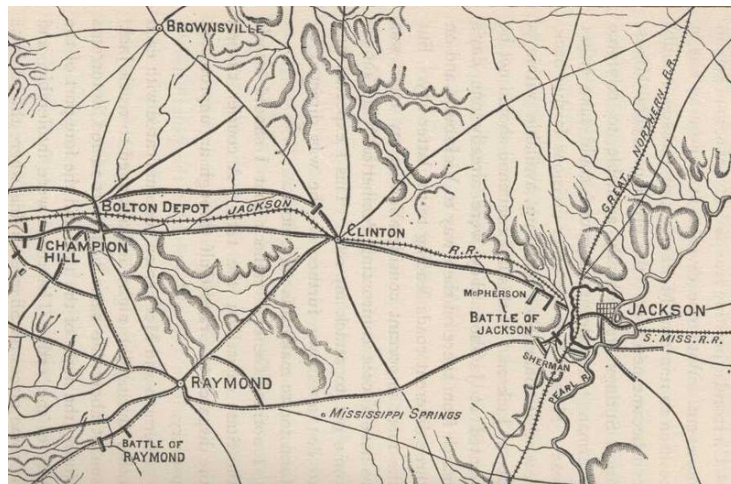 BROWNSVILLE
GREAT NORTHERN R.R.
BOLTON DEPOT
JACKSON
CLINTON
R.R.
CHAMPION
HILL
MCPHERSON
BATTLE OF
JACKSON
JACKSON
S. MISS. R.R.
SHERMAN
PEARL R.
RAYMOND
MISSISSIPPI SPRINGS
BATTLE OF
RAYMOND